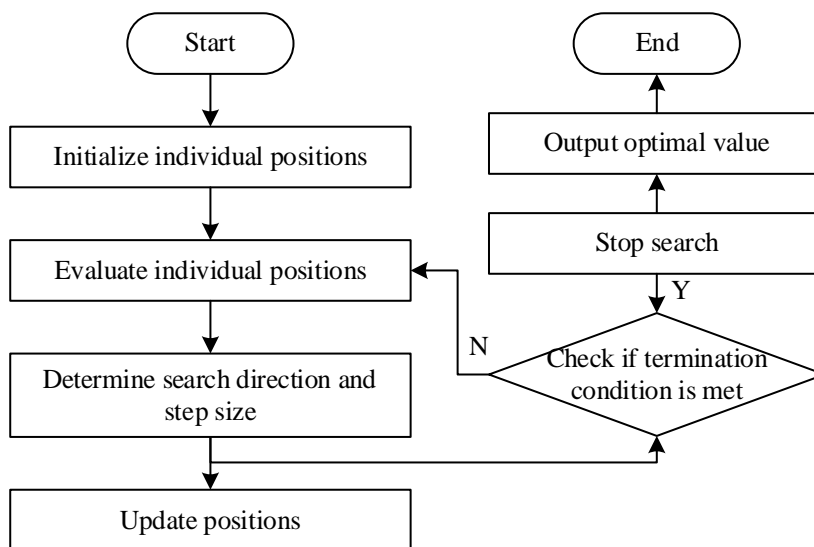 Start
Initialize individual positions
Evaluate individual positions
Determine search direction and
step size
Update positions
End
Output optimal value
Stop search
Y
N
Check if termination
condition is met